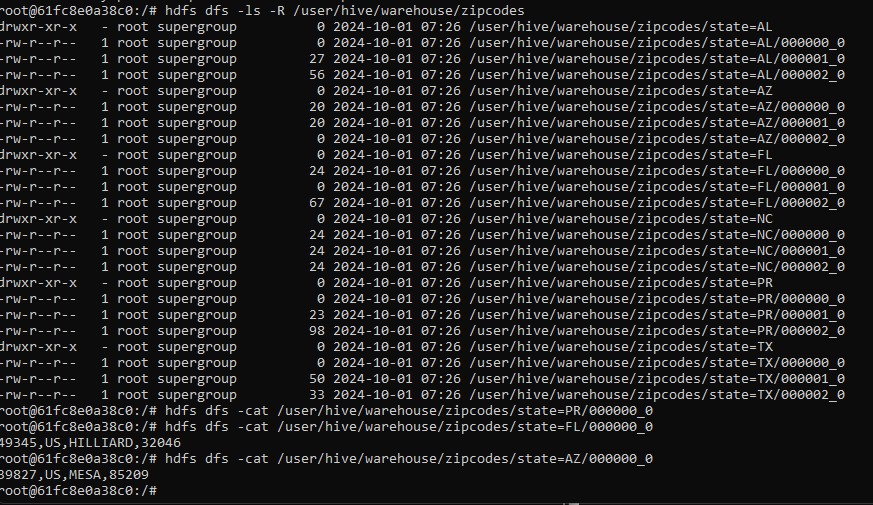 root@61fc8e0a38c0:/# hdfs dfs -ls -R /user/hive/warehouse/zipcodes
drwxr-xr-x   - root supergroup          0 2024-10-01 07:26 /user/hive/warehouse/zipcodes/state=AL
-rw-r--r--   1 root supergroup          0 2024-10-01 07:26 /user/hive/warehouse/zipcodes/state=AL/000000_0
-rw-r--r--   1 root supergroup         27 2024-10-01 07:26 /user/hive/warehouse/zipcodes/state=AL/000001_0
-rw-r--r--   1 root supergroup         56 2024-10-01 07:26 /user/hive/warehouse/zipcodes/state=AL/000002_0
drwxr-xr-x   - root supergroup          0 2024-10-01 07:26 /user/hive/warehouse/zipcodes/state=AZ
-rw-r--r--   1 root supergroup         20 2024-10-01 07:26 /user/hive/warehouse/zipcodes/state=AZ/000000_0
-rw-r--r--   1 root supergroup         20 2024-10-01 07:26 /user/hive/warehouse/zipcodes/state=AZ/000001_0
-rw-r--r--   1 root supergroup          0 2024-10-01 07:26 /user/hive/warehouse/zipcodes/state=AZ/000002_0
drwxr-xr-x   - root supergroup          0 2024-10-01 07:26 /user/hive/warehouse/zipcodes/state=FL
-rw-r--r--   1 root supergroup         24 2024-10-01 07:26 /user/hive/warehouse/zipcodes/state=FL/000000_0
-rw-r--r--   1 root supergroup          0 2024-10-01 07:26 /user/hive/warehouse/zipcodes/state=FL/000001_0
-rw-r--r--   1 root supergroup         67 2024-10-01 07:26 /user/hive/warehouse/zipcodes/state=FL/000002_0
drwxr-xr-x   - root supergroup          0 2024-10-01 07:26 /user/hive/warehouse/zipcodes/state=NC
-rw-r--r--   1 root supergroup         24 2024-10-01 07:26 /user/hive/warehouse/zipcodes/state=NC/000000_0
-rw-r--r--   1 root supergroup         24 2024-10-01 07:26 /user/hive/warehouse/zipcodes/state=NC/000001_0
-rw-r--r--   1 root supergroup         24 2024-10-01 07:26 /user/hive/warehouse/zipcodes/state=NC/000002_0
drwxr-xr-x   - root supergroup          0 2024-10-01 07:26 /user/hive/warehouse/zipcodes/state=PR
-rw-r--r--   1 root supergroup          0 2024-10-01 07:26 /user/hive/warehouse/zipcodes/state=PR/000000_0
-rw-r--r--   1 root supergroup         23 2024-10-01 07:26 /user/hive/warehouse/zipcodes/state=PR/000001_0
-rw-r--r--   1 root supergroup         98 2024-10-01 07:26 /user/hive/warehouse/zipcodes/state=PR/000002_0
drwxr-xr-x   - root supergroup          0 2024-10-01 07:26 /user/hive/warehouse/zipcodes/state=TX
-rw-r--r--   1 root supergroup          0 2024-10-01 07:26 /user/hive/warehouse/zipcodes/state=TX/000000_0
-rw-r--r--   1 root supergroup         50 2024-10-01 07:26 /user/hive/warehouse/zipcodes/state=TX/000001_0
-rw-r--r--   1 root supergroup         33 2024-10-01 07:26 /user/hive/warehouse/zipcodes/state=TX/000002_0
root@61fc8e0a38c0:/# hdfs dfs -cat /user/hive/warehouse/zipcodes/state=PR/000000_0
root@61fc8e0a38c0:/# hdfs dfs -cat /user/hive/warehouse/zipcodes/state=FL/000000_0
49345,US,HILLIARD,32046
root@61fc8e0a38c0:/# hdfs dfs -cat /user/hive/warehouse/zipcodes/state=AZ/000000_0
39827,US,MESA,85209
root@61fc8e0a38c0:/#